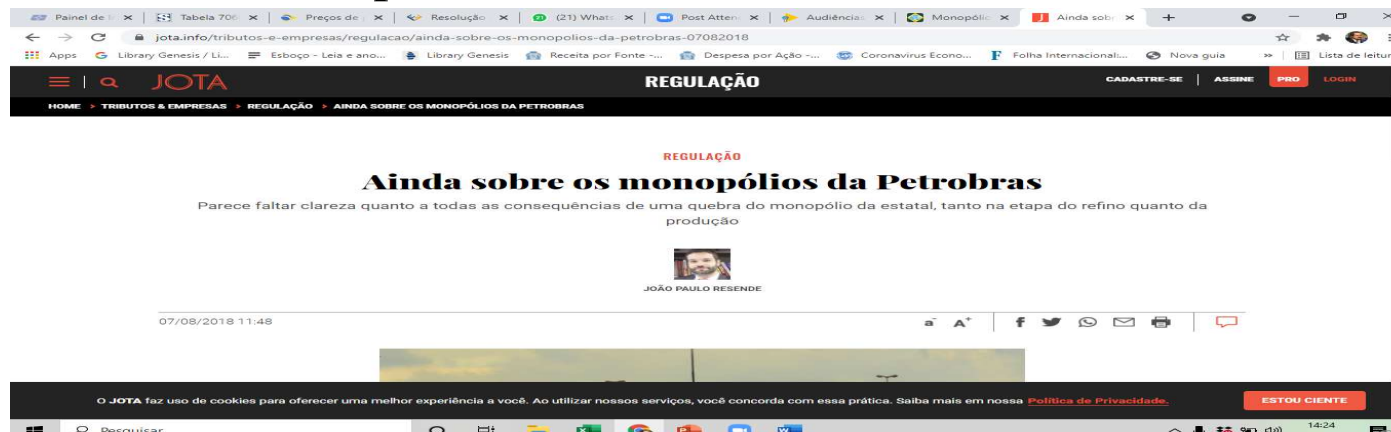 Painel de I
Tabela 706
Preços de
Resolução
(21) Whats
Post Atten
Audiências
Monopólio
Ainda sobr
jota.info/tributos-e-empresas/regulacao/ainda-sobre-os-monopolios-da-petrobras-07082018
Apps
Library Genesis / Li...
Esboço - Leia e ano...
Library Genesis
Receita por Fonte -...
Despesa por Ação -...
Coronavirus Econo...
Folha Internacional:...
Nova guia
»
Lista de leitur
JOTA
REGULAÇÃO
CADASTRE-SE | ASSINE
PRO
LOGIN
HOME > TRIBUTOS & EMPRESAS > REGULAÇÃO > AINDA SOBRE OS MONOPÓLIOS DA PETROBRAS
REGULAÇÃO
Ainda sobre os monopólios da Petrobras
Parece faltar clareza quanto a todas as consequências de uma quebra do monopólio da estatal, tanto na etapa do refino quanto da
produção
JOÃO PAULO RESENDE
07/08/2018 11:48
a- A+
O JOTA faz uso de cookies para oferecer uma melhor experiência a você. Ao utilizar nossos serviços, você concorda com essa prática. Saiba mais em nossa Política de Privacidade.
ESTOU CIENTE
Pesquisar
14:24